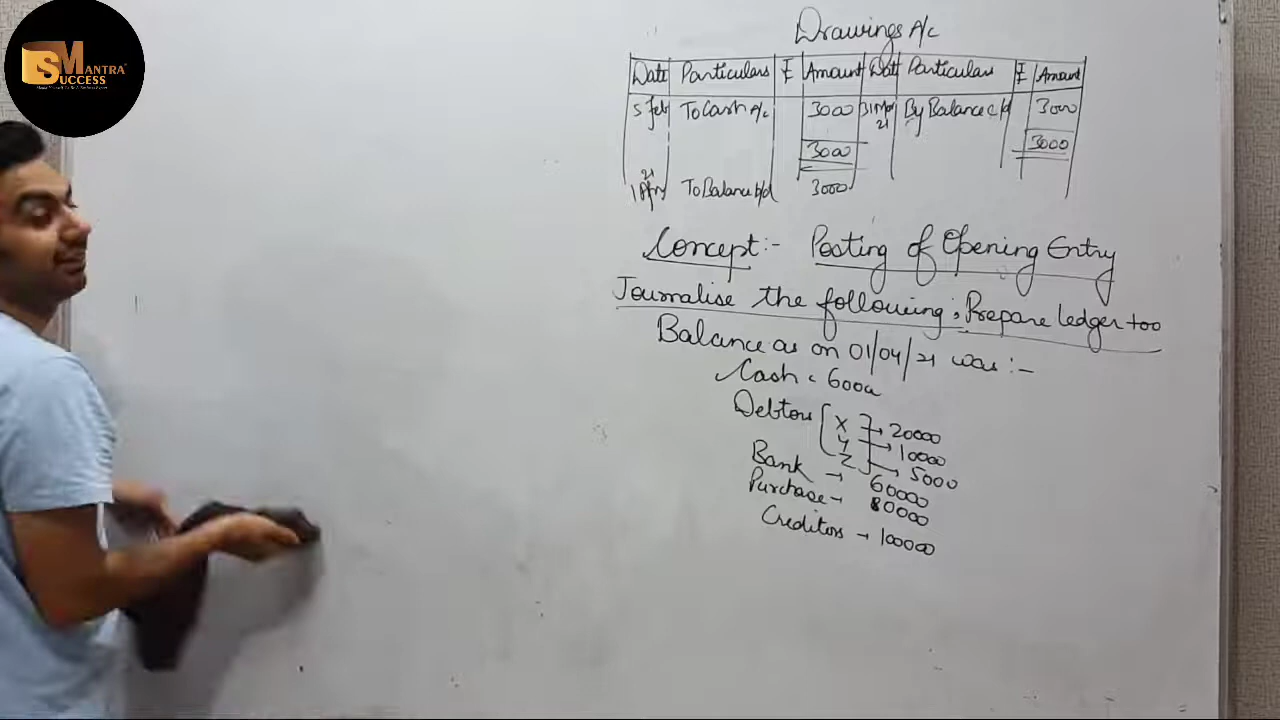 SMANTRA
SUCCESS
Drawings A/c
Date Particulars ₹ Amount Date Particulars ₹ Amount
5 Feb To Cash A/c 3000 31 Mar 21 By Balance c/d 3000
3000 3000
1 Apr 21 To Balance b/d 3000
Concept:- Posting of Opening Entry
Journalise the following; Prepare ledger too
Balance as on 01/04/21 was:-
Cash = 6000
Debtors X → 20000
Y → 10000
Z → 5000
Bank → 60000
Purchase → 80000
Creditors → 100000